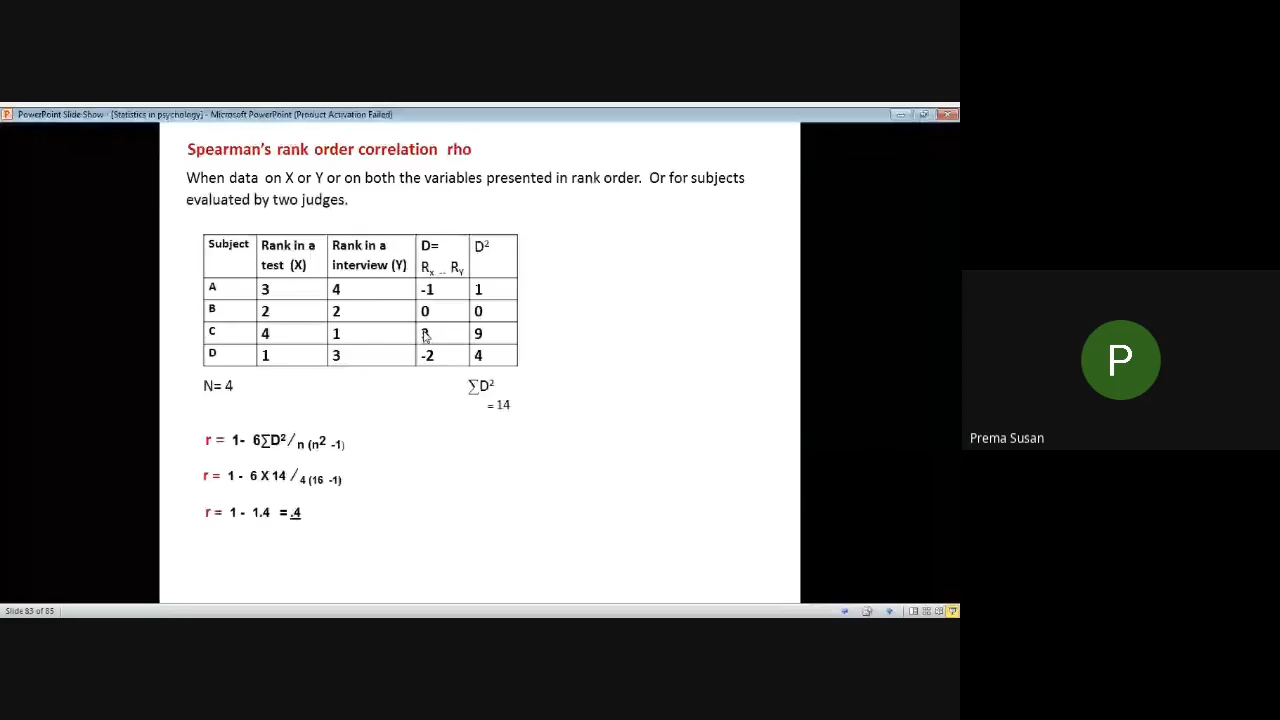 PowerPoint Slide Show - [Statistics in psychology] - Microsoft PowerPoint (Product Activation Failed)
Spearman's rank order correlation rho
When data on X or Y or on both the variables presented in rank order. Or for subjects
evaluated by two judges.
Subject Rank in a test (X) Rank in a interview (Y) D= Rx -- RY D²
A 3 4 -1 1
B 2 2 0 0
C 4 1 9
D 1 3 -2 4
N= 4 ∑D²
= 14
r = 1- 6∑D² / n (n2 -1)
r = 1 - 6 X 14 / 4 (16 -1)
r = 1 - 1.4 = .4
Slide 83 of 85
P
Prema Susan